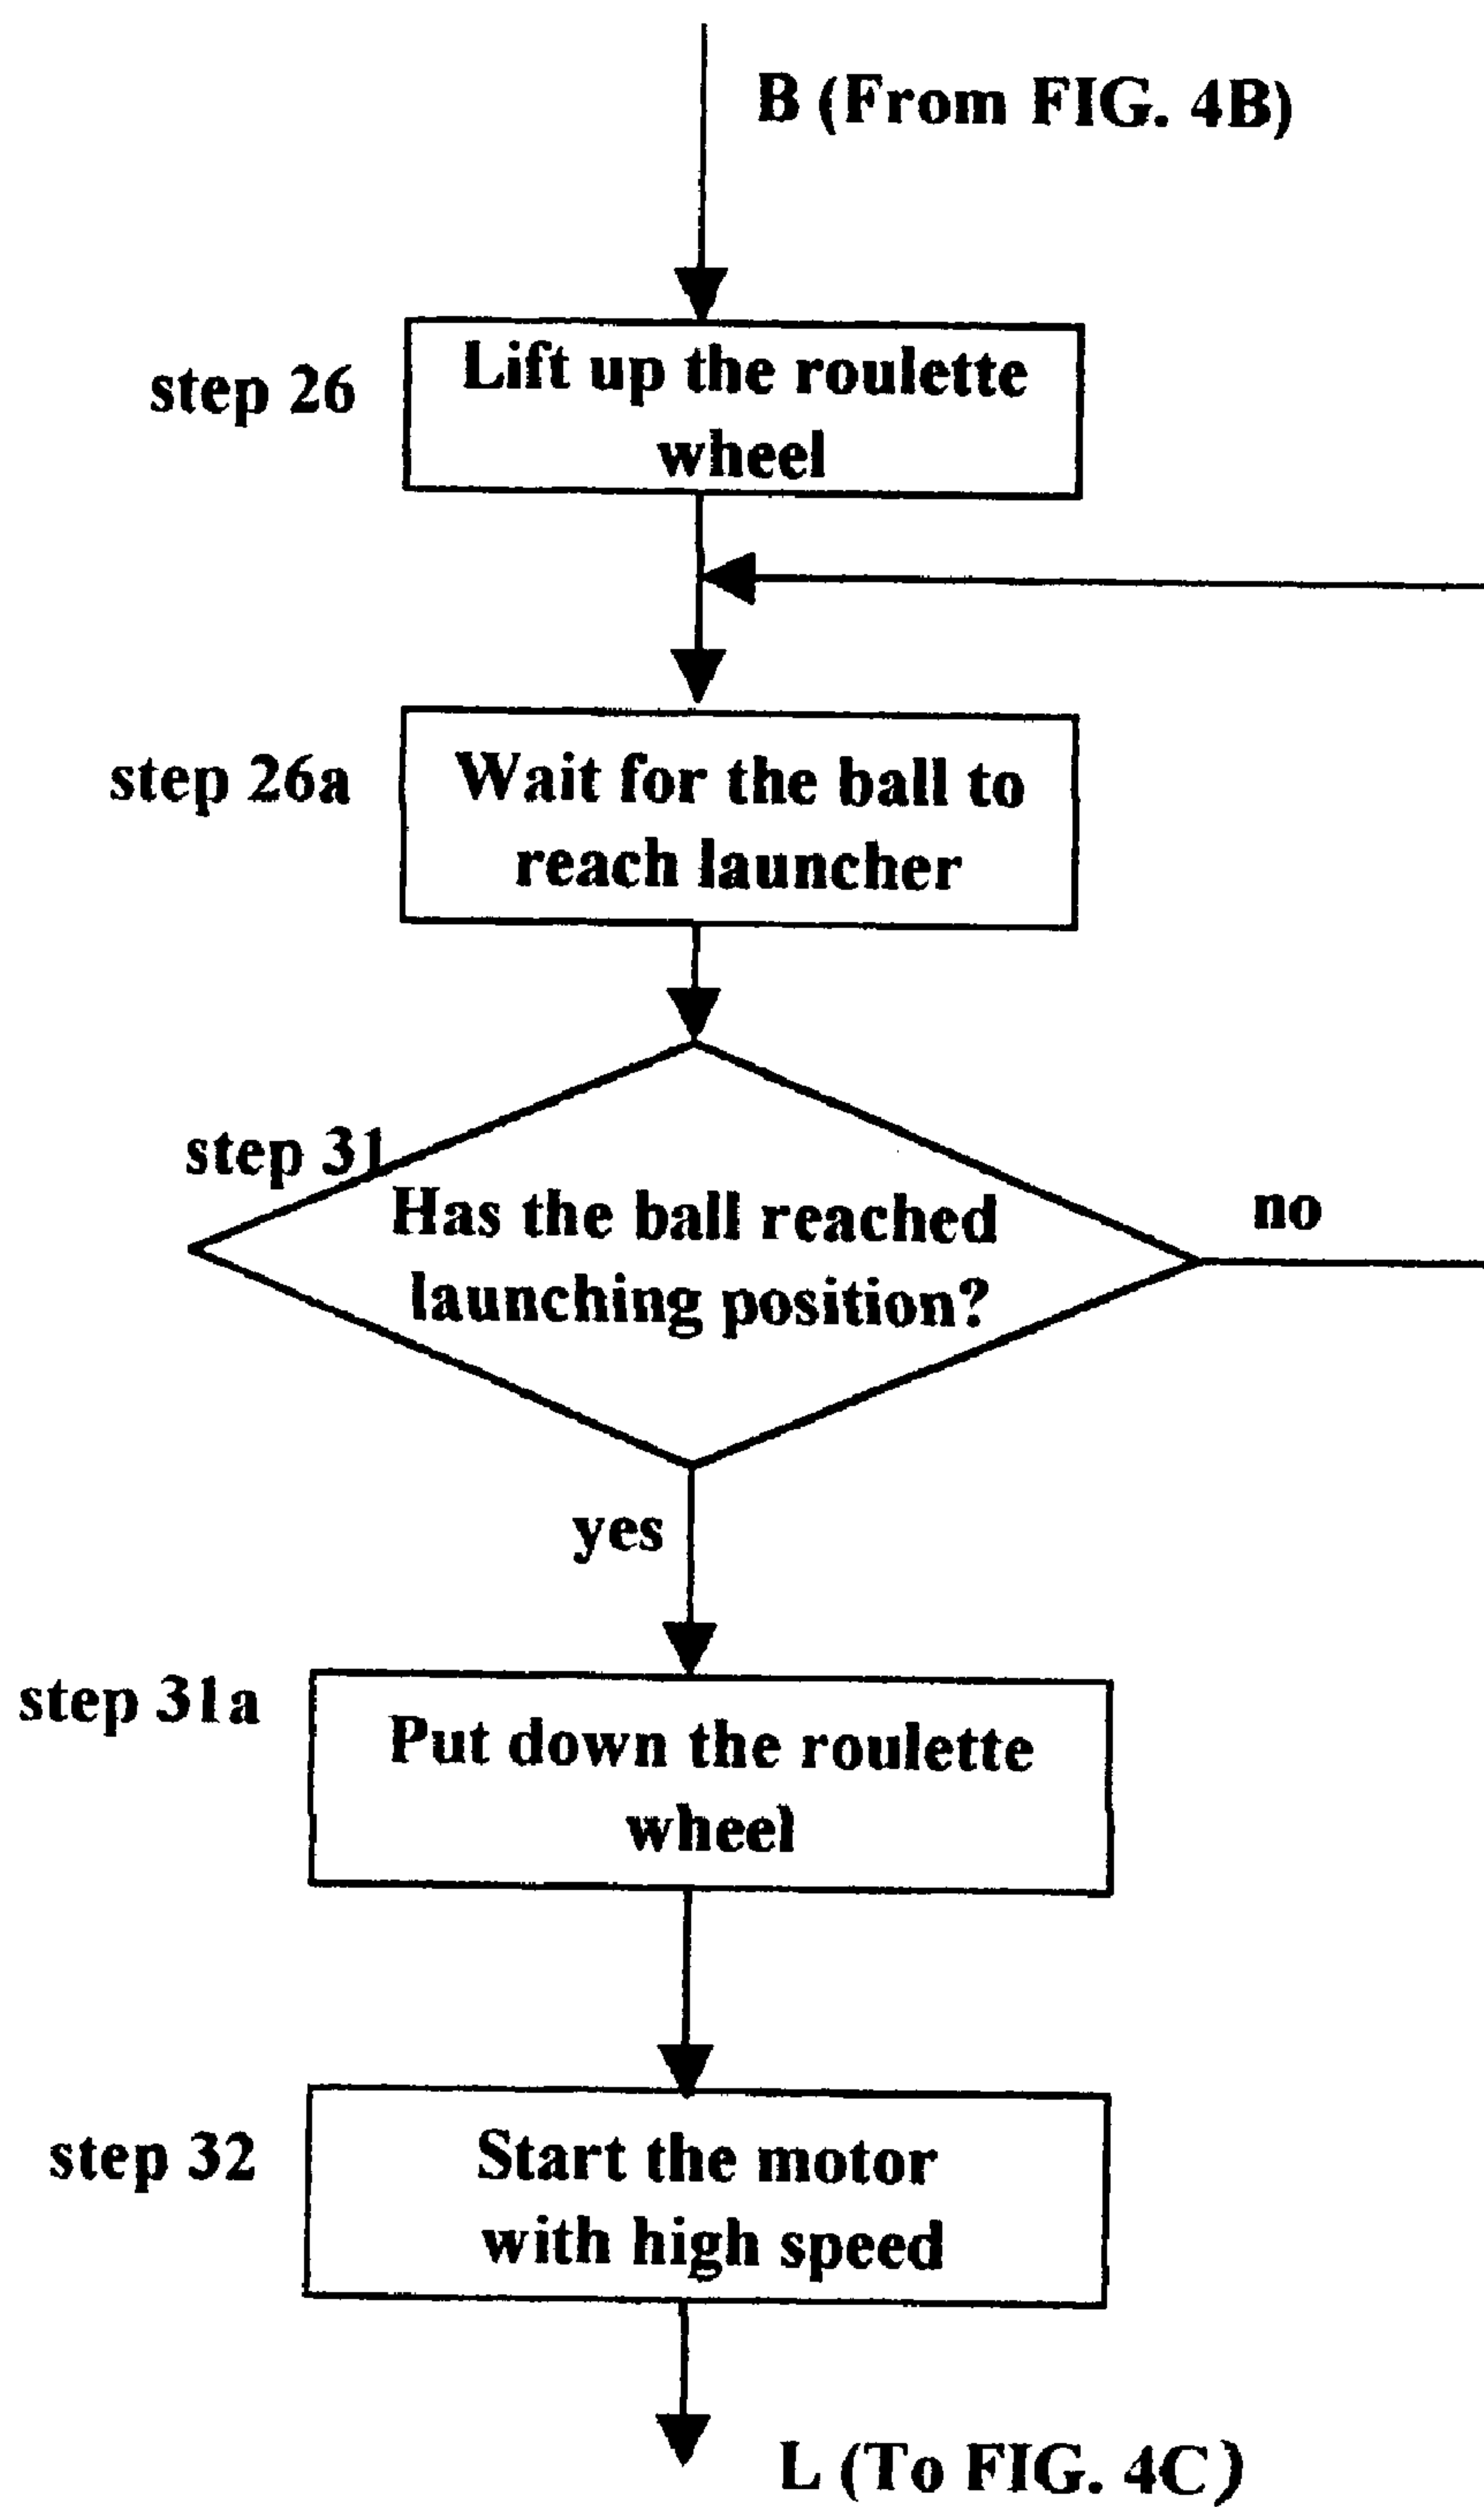 B (From FIG. 4B)
step 26
Lift up the roulette
wheel
step 26a
Wait for the ball to
reach launcher
step 31
Has the ball reached
launching position?
no
yes
step 31a
Put down the roulette
wheel
step 32
Start the motor
with high speed
L (To FIG. 4C)